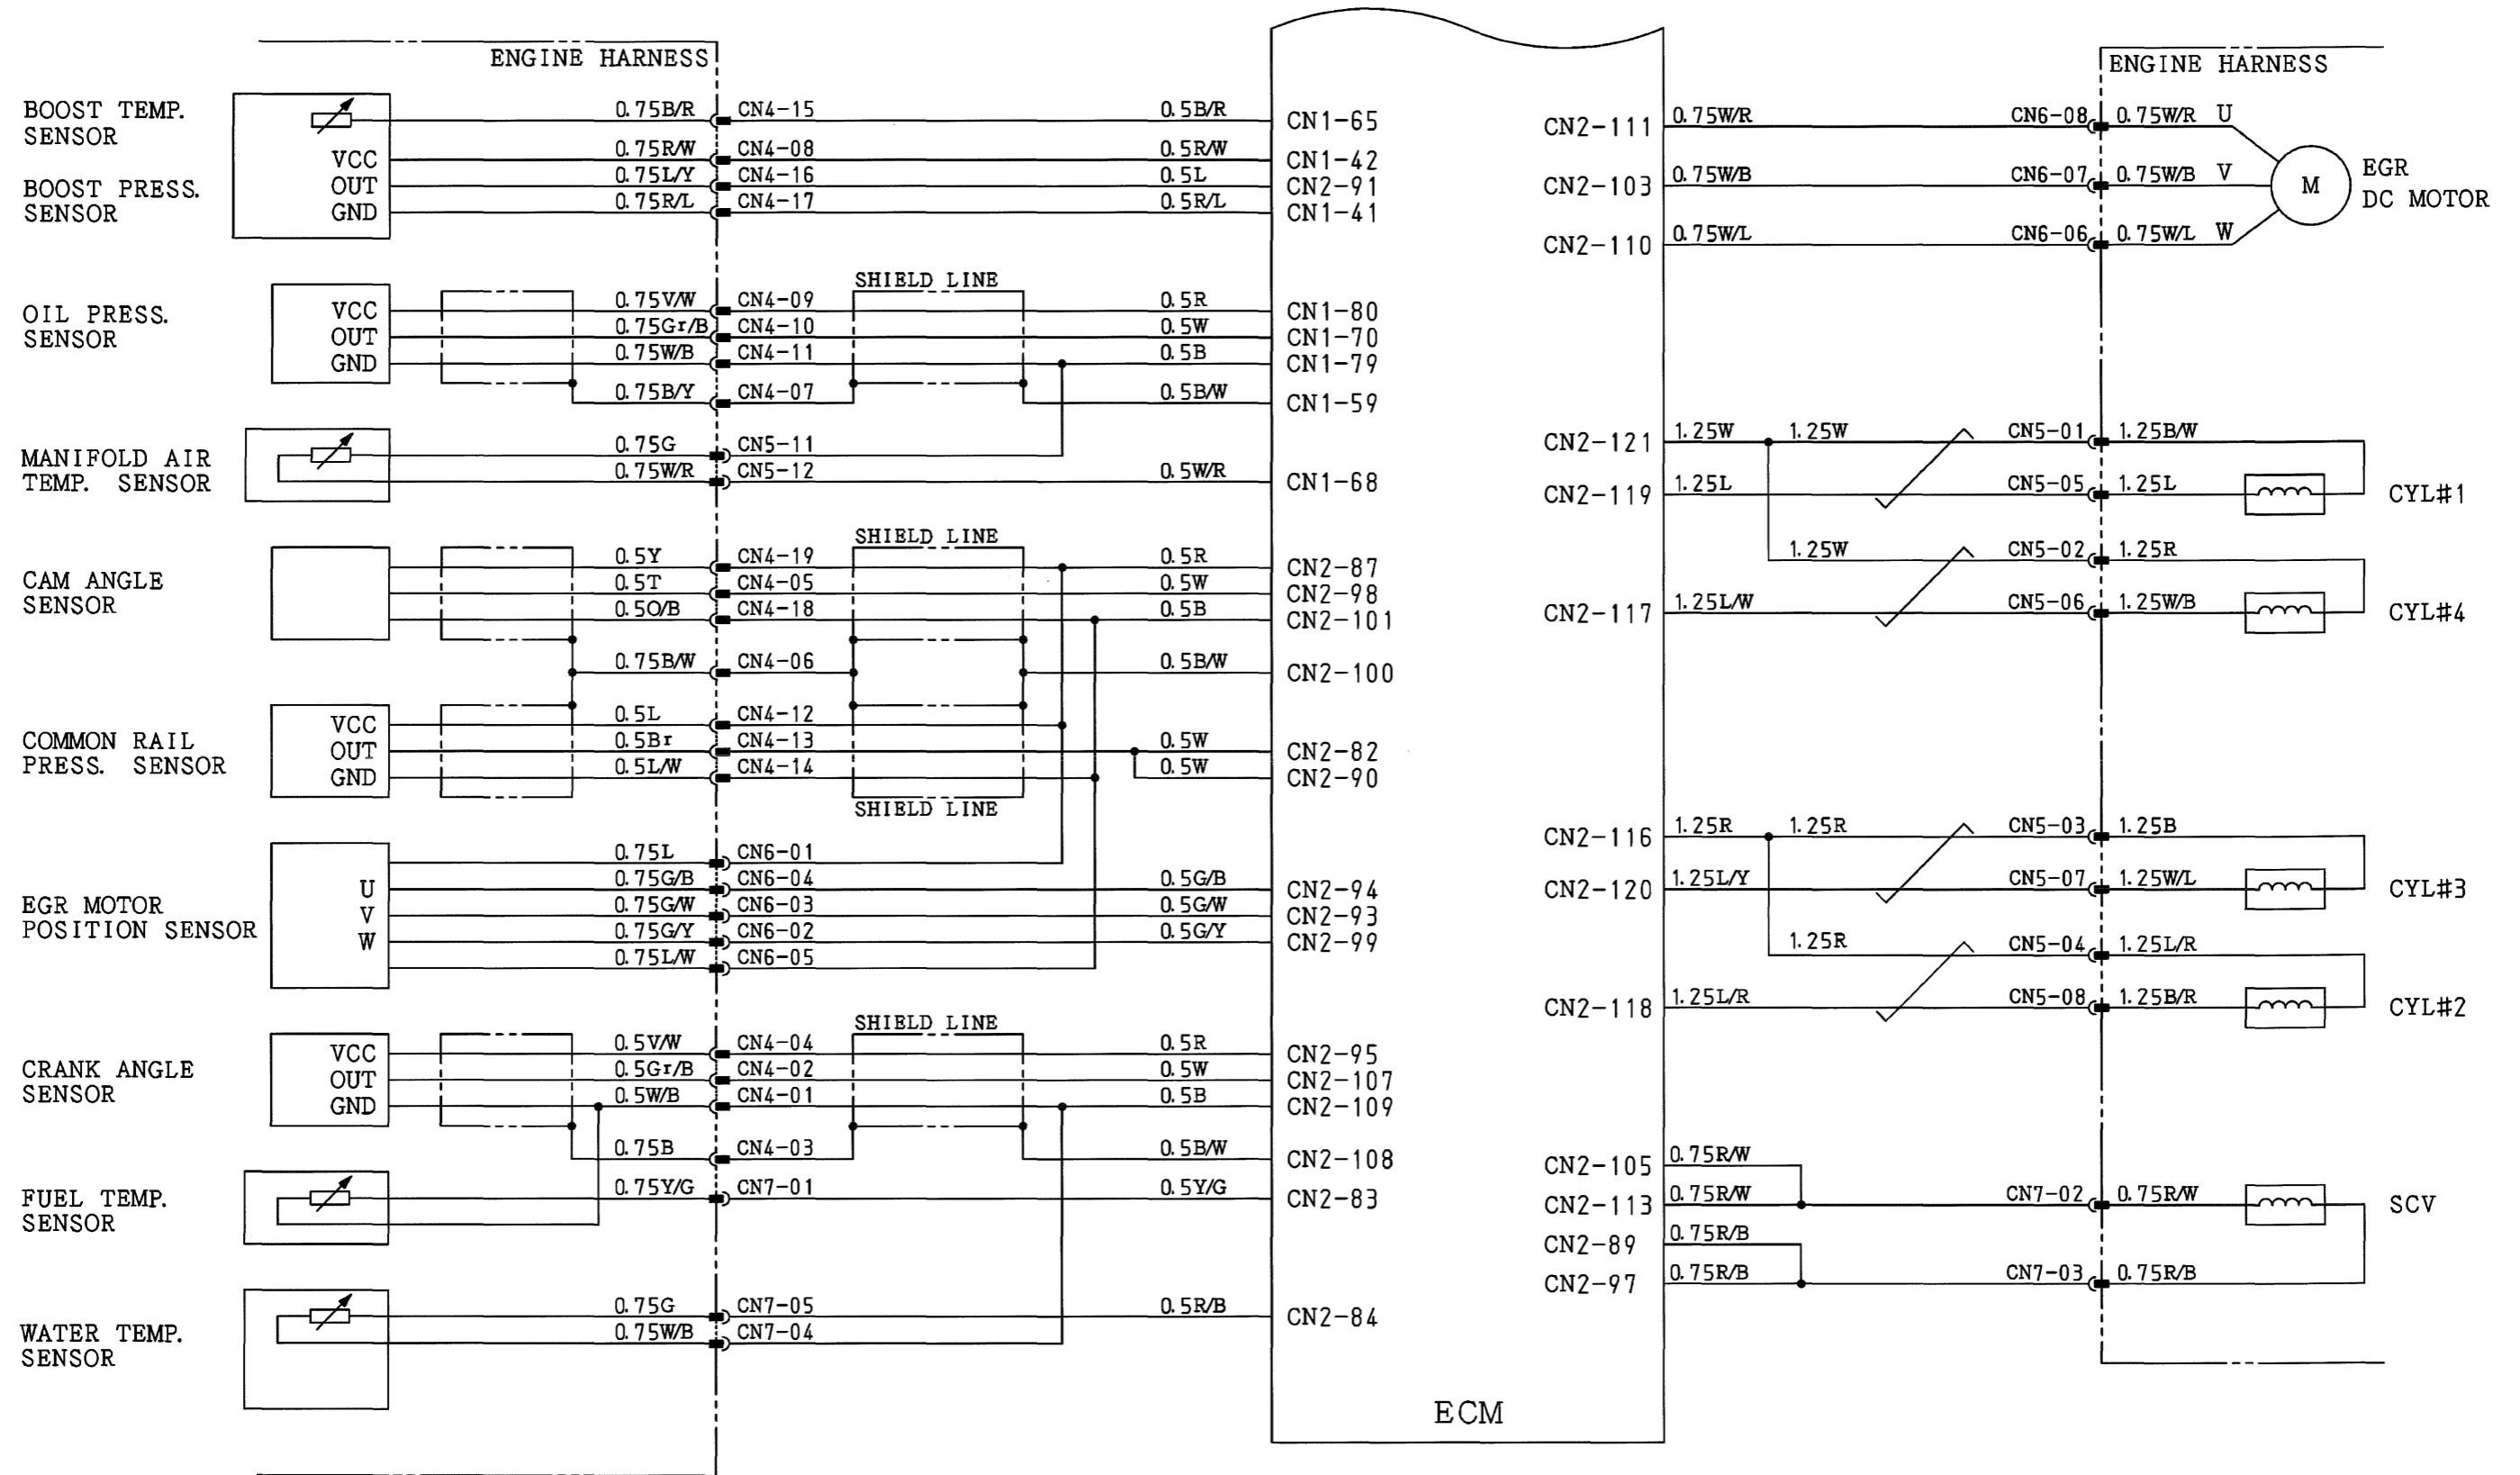 ENGINE HARNESS
BOOST TEMP.
SENSOR
0.75B/R CN4-15 0.5B/R CN1-65
VCC 0.75R/W CN4-08 0.5R/W CN1-42
BOOST PRESS.
SENSOR
OUT 0.75L/Y CN4-16 0.5L CN2-91
GND 0.75R/L CN4-17 0.5R/L CN1-41
SHIELD LINE
OIL PRESS.
SENSOR
VCC 0.75V/W CN4-09 0.5R CN1-80
OUT 0.75Gr/B CN4-10 0.5W CN1-70
GND 0.75W/B CN4-11 0.5B CN1-79
0.75B/Y CN4-07 0.5B/W CN1-59
MANIFOLD AIR
TEMP. SENSOR
0.75G CN5-11
0.75W/R CN5-12 0.5W/R CN1-68
SHIELD LINE
CAM ANGLE
SENSOR
0.5Y CN4-19 0.5R CN2-87
0.5T CN4-05 0.5W CN2-98
0.5O/B CN4-18 0.5B CN2-101
0.75B/W CN4-06 0.5B/W CN2-100
COMMON RAIL
PRESS. SENSOR
VCC 0.5L CN4-12
OUT 0.5Br CN4-13 0.5W CN2-82
GND 0.5L/W CN4-14 0.5W CN2-90
SHIELD LINE
EGR MOTOR
POSITION SENSOR
0.75L CN6-01
U 0.75G/B CN6-04 0.5G/B CN2-94
V 0.75G/W CN6-03 0.5G/W CN2-93
W 0.75G/Y CN6-02 0.5G/Y CN2-99
0.75L/W CN6-05
SHIELD LINE
CRANK ANGLE
SENSOR
VCC 0.5V/W CN4-04 0.5R CN2-95
OUT 0.5Gr/B CN4-02 0.5W CN2-107
GND 0.5W/B CN4-01 0.5B CN2-109
0.75B CN4-03 0.5B/W CN2-108
FUEL TEMP.
SENSOR
0.75Y/G CN7-01 0.5Y/G CN2-83
WATER TEMP.
SENSOR
0.75G CN7-05 0.5R/B CN2-84
0.75W/B CN7-04
ECM
ENGINE HARNESS
CN2-111 0.75W/R CN6-08 0.75W/R U
CN2-103 0.75W/B CN6-07 0.75W/B V
M
EGR
DC MOTOR
CN2-110 0.75W/L CN6-06 0.75W/L W
CN2-121 1.25W 1.25W CN5-01 1.25B/W
CN2-119 1.25L CN5-05 1.25L CYL#1
1.25W CN5-02 1.25R
CN2-117 1.25L/W CN5-06 1.25W/B CYL#4
CN2-116 1.25R 1.25R CN5-03 1.25B
CN2-120 1.25L/Y CN5-07 1.25W/L CYL#3
1.25R CN5-04 1.25L/R
CN2-118 1.25L/R CN5-08 1.25B/R CYL#2
CN2-105 0.75R/W
CN2-113 0.75R/W CN7-02 0.75R/W SCV
CN2-89 0.75R/B
CN2-97 0.75R/B CN7-03 0.75R/B